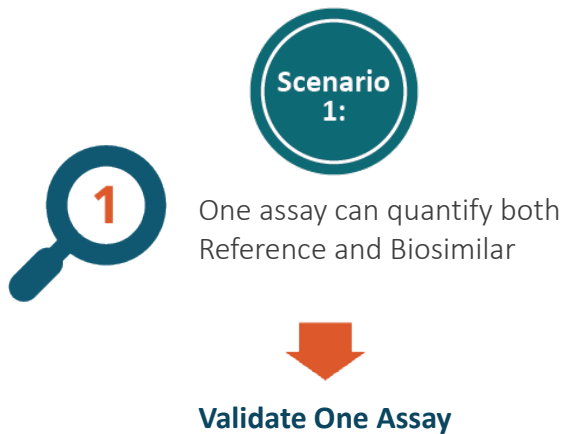 Scenario
1:
1
One assay can quantify both
Reference and Biosimilar
Validate One Assay